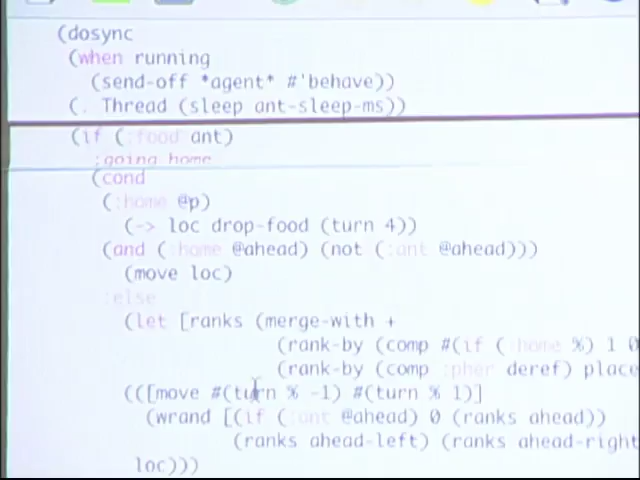 (dosync
(when running
(send-off *agent* #'behave))
(. Thread (sleep ant-sleep-ms))
(if (:food ant)
:going home
(cond
(:home @p)
(-> loc drop-food (turn 4))
(and (:home @ahead) (not (:ant @ahead)))
(move loc)
:else
(let [ranks (merge-with +
(rank-by (comp #(if (:home %) 1 0
(rank-by (comp :pher deref) place
(([move #(turn % -1) #(turn % 1)]
(wrand [(if (:ant @ahead) 0 (ranks ahead))
(ranks ahead-left) (ranks ahead-right
loc)))